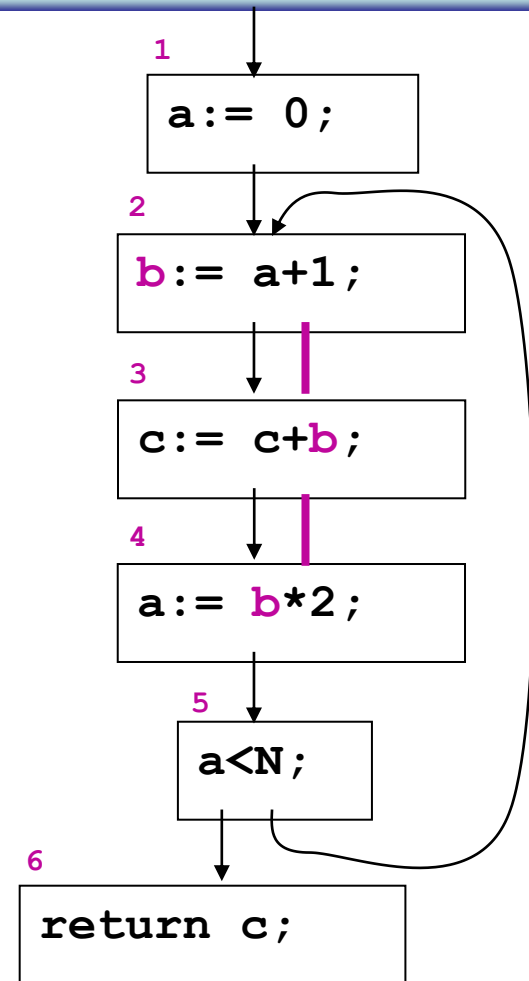 1
a:= 0;
2
b:= a+1;
3
c:= c+b;
4
a:= b*2;
5
a<N;
6
return c;